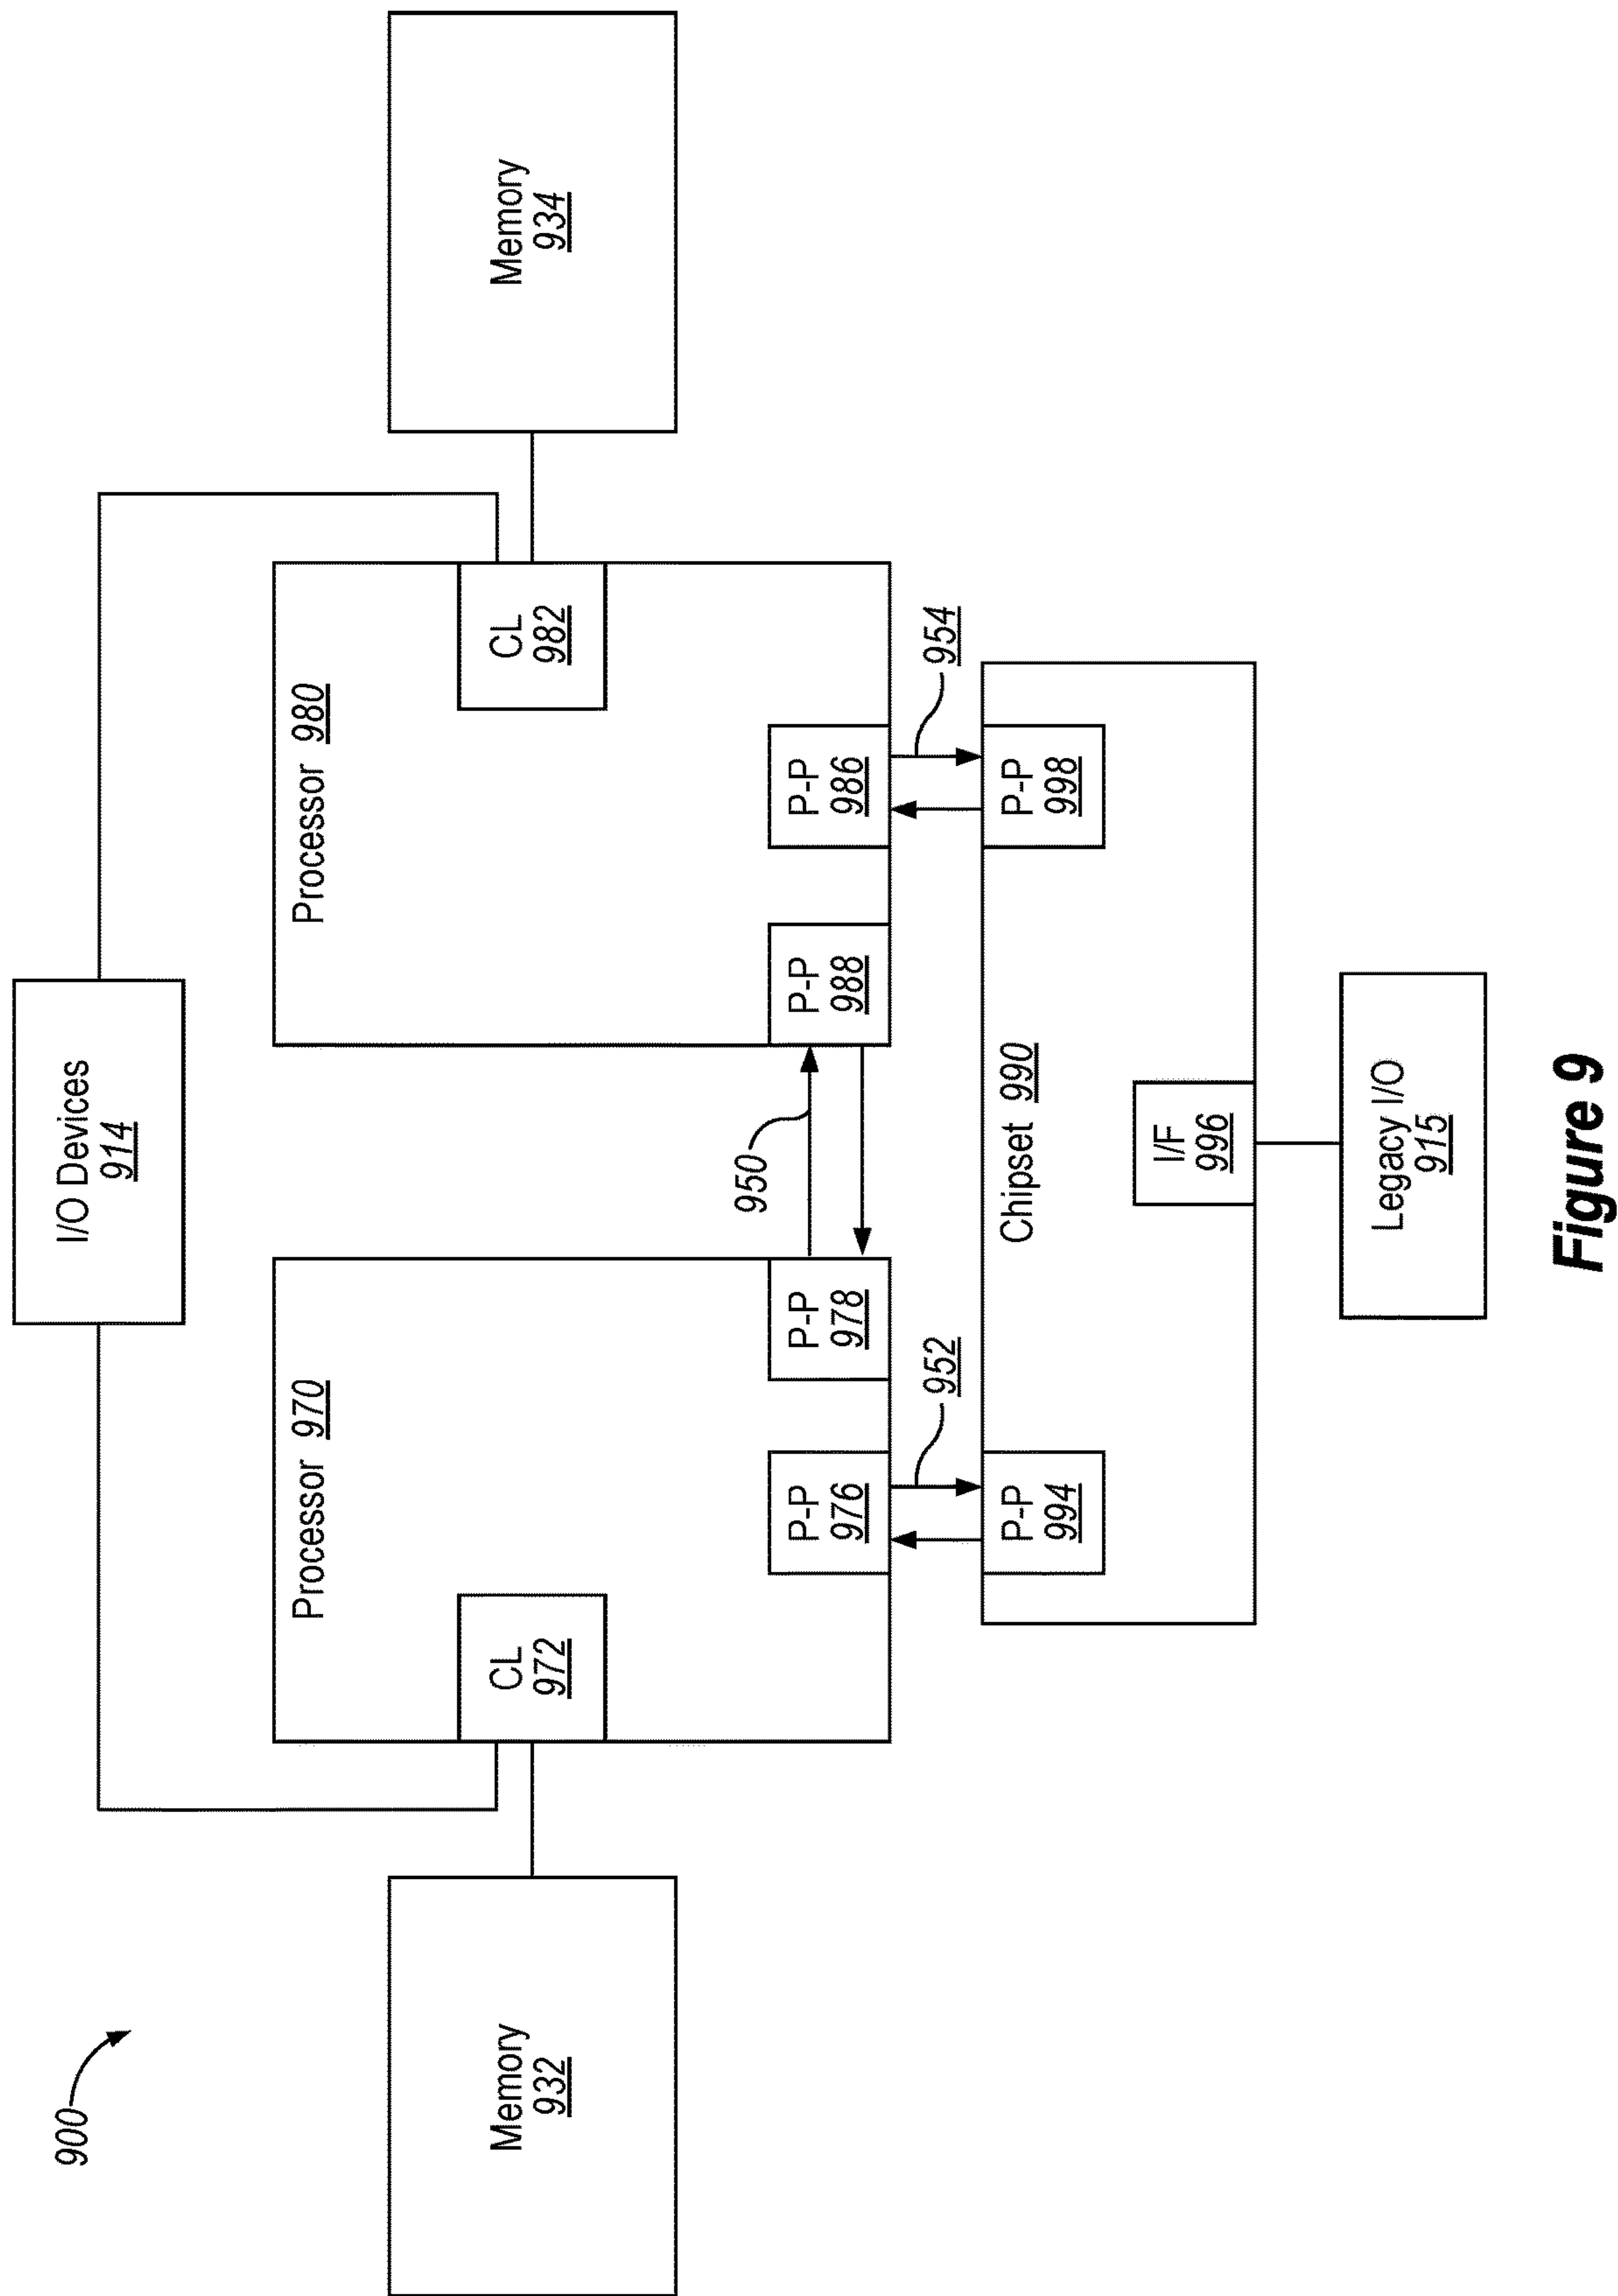 900
I/O Devices
914
Memory
932
Processor 970
CL
972
P-P
976
P-P
978
950
Processor 980
CL
982
P-P
988
P-P
986
Memory
934
952
954
P-P
994
Chipset 990
P-P
998
I/F
996
Legacy I/O
915
Figure 9